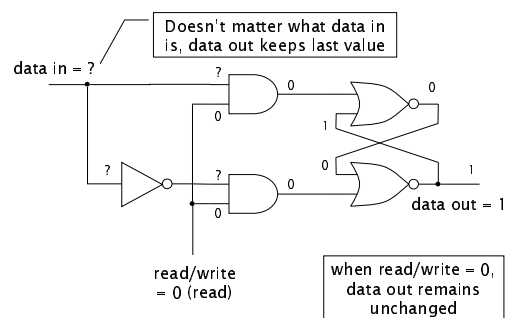 Doesn't matter what data in
is, data out keeps last value
data in = ?
?
0
0
0
1
?
?
0
0
0
1
data out = 1
read/write
= 0 (read)
when read/write = 0,
data out remains
unchanged